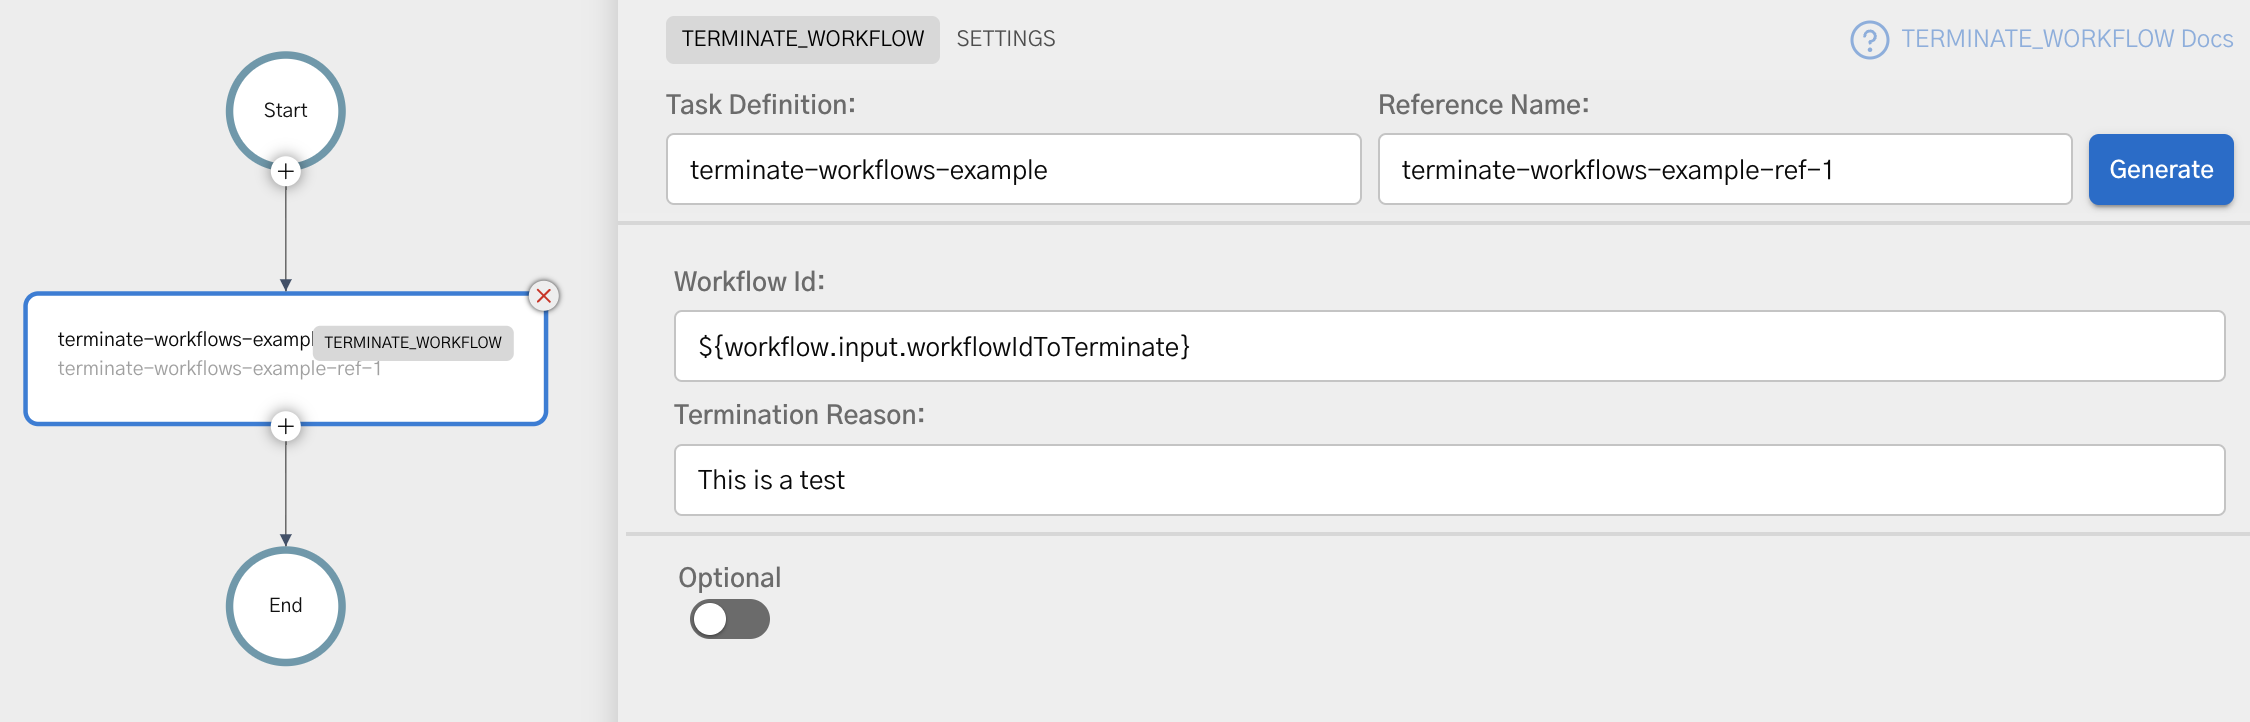 Start
terminate-workflows-exampl
TERMINATE_WORKFLOW
terminate-workflows-example-ref-1
End
TERMINATE_WORKFLOW
SETTINGS
TERMINATE_WORKFLOW Docs
Task Definition:
Reference Name:
terminate-workflows-example
terminate-workflows-example-ref-1
Generate
Workflow Id:
${workflow.input.workflowIdToTerminate}
Termination Reason:
This is a test
Optional